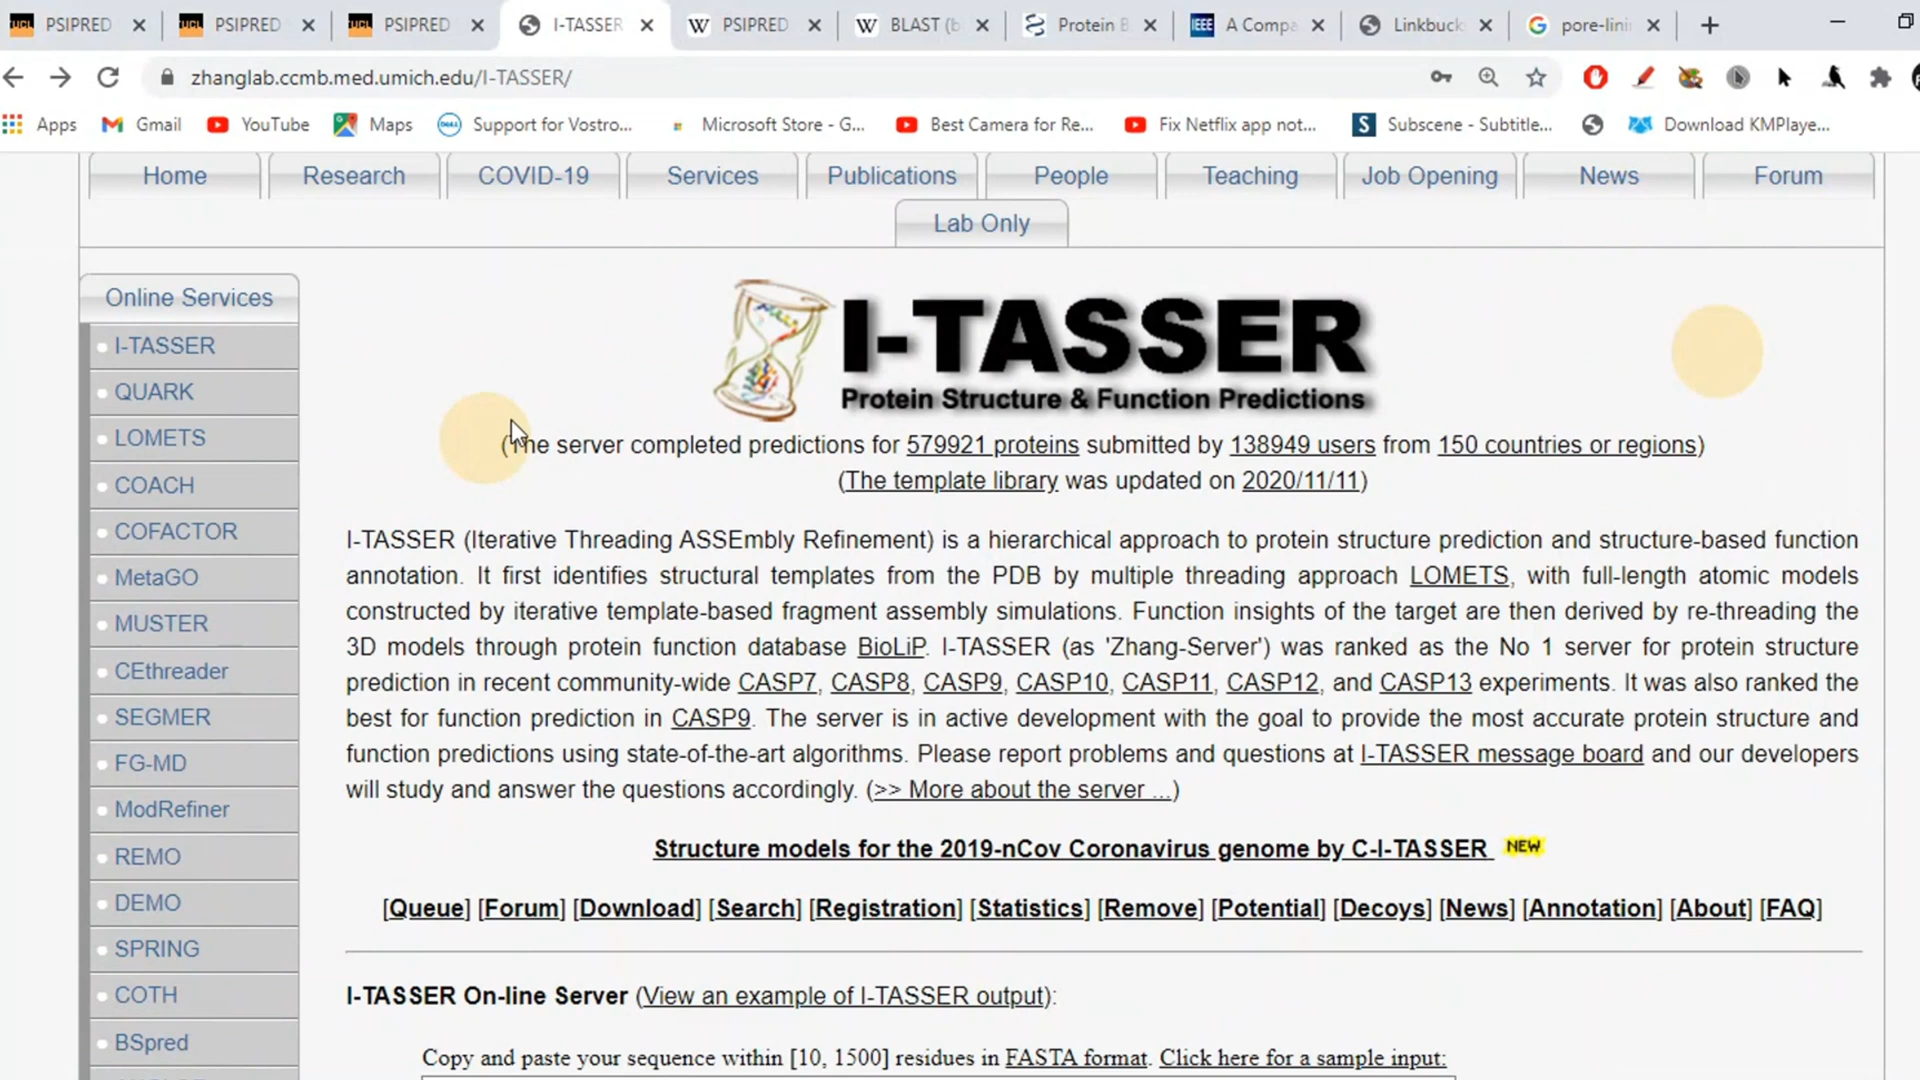 PSIPRED PSIPRED PSIPRED I-TASSER PSIPRED BLAST (b Protein B A Compa Linkbuck pore-lini
zhanglab.ccmb.med.umich.edu/I-TASSER/
Apps Gmail YouTube Maps Support for Vostro... Microsoft Store - G... Best Camera for Re... Fix Netflix app not... Subscene - Subtitle... Download KMPlaye...
Home Research COVID-19 Services Publications People Teaching Job Opening News Forum
Lab Only
Online Services
I-TASSER
QUARK
LOMETS
COACH
COFACTOR
MetaGO
MUSTER
CEthreader
SEGMER
FG-MD
ModRefiner
REMO
DEMO
SPRING
COTH
BSpred
I-TASSER
Protein Structure & Function Predictions
(The server completed predictions for 579921 proteins submitted by 138949 users from 150 countries or regions)
(The template library was updated on 2020/11/11)
I-TASSER (Iterative Threading ASSEmbly Refinement) is a hierarchical approach to protein structure prediction and structure-based function
annotation. It first identifies structural templates from the PDB by multiple threading approach LOMETS, with full-length atomic models
constructed by iterative template-based fragment assembly simulations. Function insights of the target are then derived by re-threading the
3D models through protein function database BioLiP. I-TASSER (as 'Zhang-Server') was ranked as the No 1 server for protein structure
prediction in recent community-wide CASP7, CASP8, CASP9, CASP10, CASP11, CASP12, and CASP13 experiments. It was also ranked the
best for function prediction in CASP9. The server is in active development with the goal to provide the most accurate protein structure and
function predictions using state-of-the-art algorithms. Please report problems and questions at I-TASSER message board and our developers
will study and answer the questions accordingly. (>> More about the server ...)
Structure models for the 2019-nCov Coronavirus genome by C-I-TASSER NEW
[Queue] [Forum] [Download] [Search] [Registration] [Statistics] [Remove] [Potential] [Decoys] [News] [Annotation] [About] [FAQ]
I-TASSER On-line Server (View an example of I-TASSER output):
Copy and paste your sequence within [10, 1500] residues in FASTA format. Click here for a sample input: